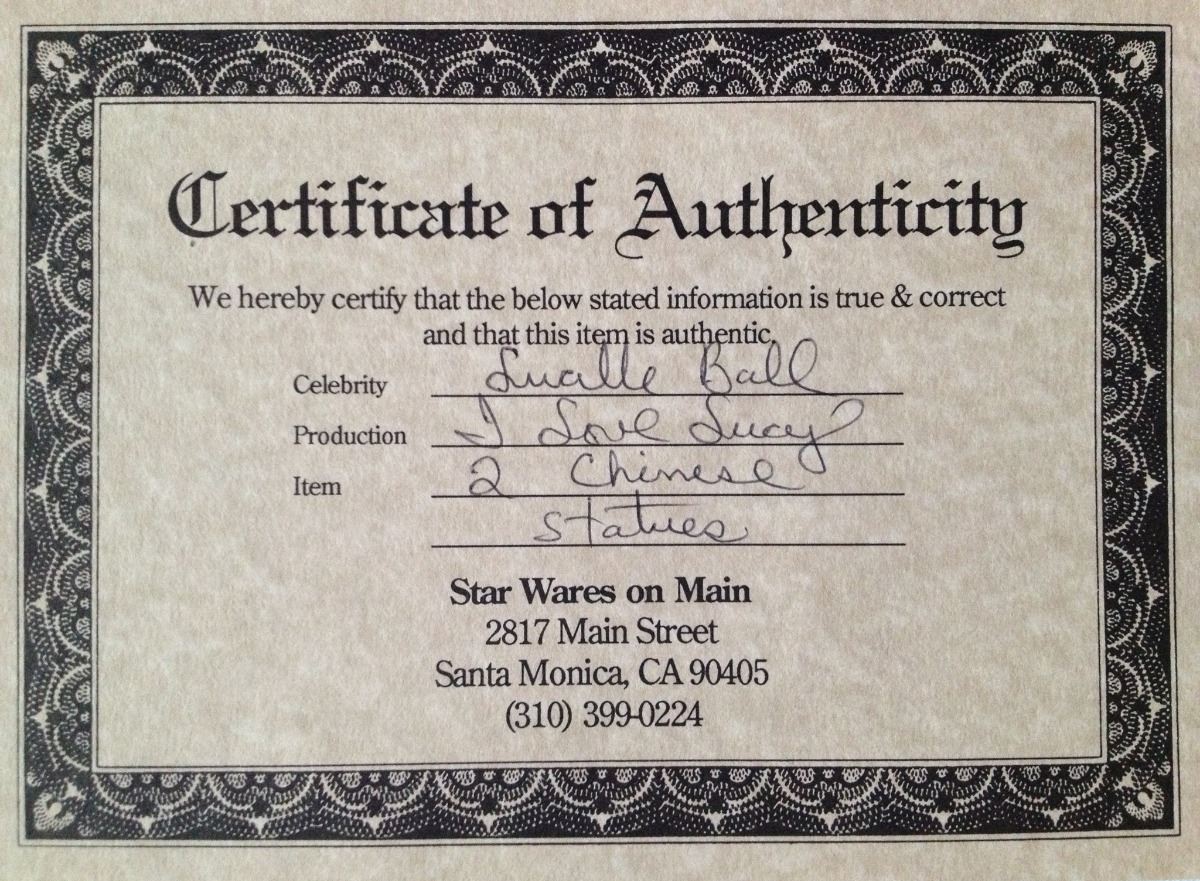 Certificate of Authenticity
We hereby certify that the below stated information is true & correct
and that this item is authentic.
Celebrity Lucille Ball
Production I Love Lucy
Item 2 Chinese
statues
Star Wares on Main
2817 Main Street
Santa Monica, CA 90405
(310) 399-0224